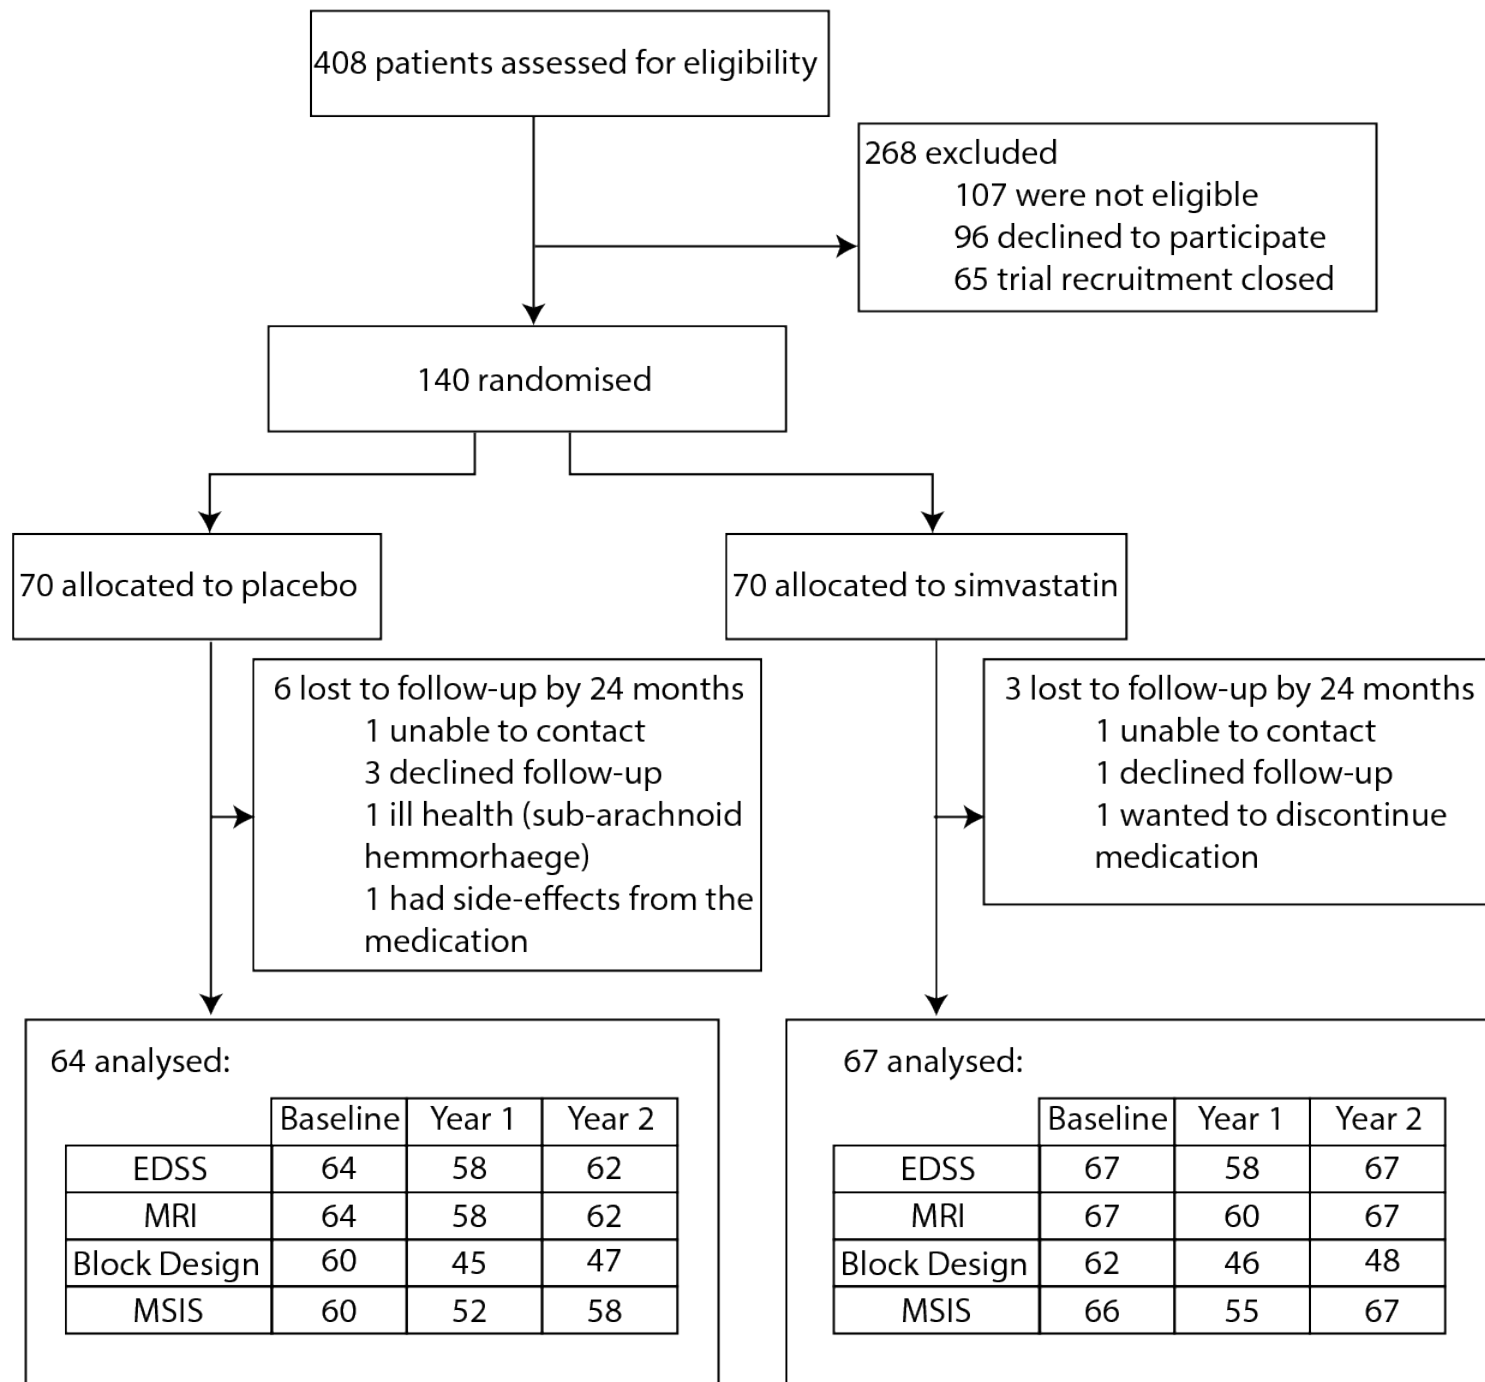 408 patients assessed for eligibility
268 excluded
107 were not eligible
96 declined to participate
65 trial recruitment closed
140 randomised
70 allocated to placebo
70 allocated to simvastatin
6 lost to follow-up by 24 months
1 unable to contact
3 declined follow-up
1 ill health (sub-arachnoid
hemmorhaege)
1 had side-effects from the
medication
3 lost to follow-up by 24 months
1 unable to contact
1 declined follow-up
1 wanted to discontinue
medication
64 analysed:
Baseline Year 1 Year 2
EDSS 64 58 62
MRI 64 58 62
Block Design 60 45 47
MSIS 60 52 58
67 analysed:
Baseline Year 1 Year 2
EDSS 67 58 67
MRI 67 60 67
Block Design 62 46 48
MSIS 66 55 67